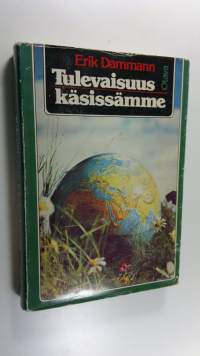 Erik Dammann
Tulevaisuus
käsissämme
Otava